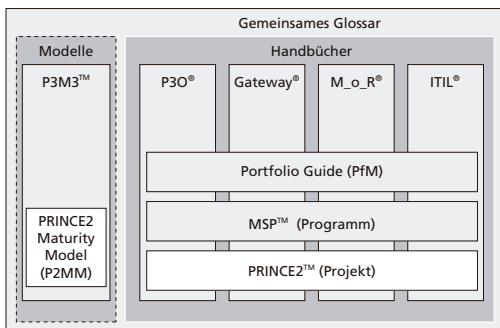 Gemeinsames Glossar
Modelle
Handbücher
P3M3™
P3O®
Gateway®
M_o_R®
ITIL®
Portfolio Guide (PfM)
MSP™ (Programm)
PRINCE2™ (Projekt)
PRINCE2
Maturity
Model
(P2MM)